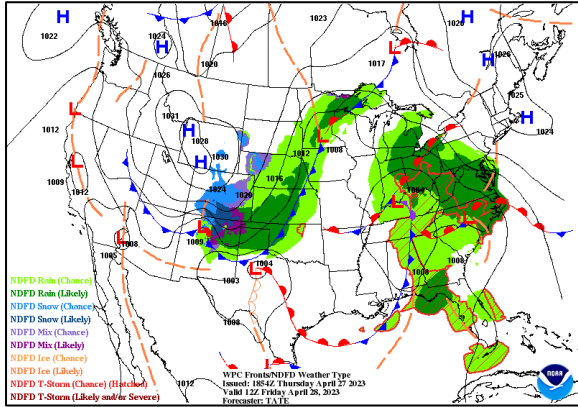 1022
H
1024
H
1018
1023
1020
H
1026
1020
L
1017
1026
H
1026
L
1012
1031
H
1028
L
1025
H
1024
L
1009
1012
H
1030
1024
1020
1016
1012
L
1008
L
1004
L
L
L
1009
L
1008
1005
L
1004
1003
1008
1008
1008
L
1012
NDFD Rain (Chance)
NDFD Rain (Likely)
NDFD Snow (Chance)
NDFD Snow (Likely)
NDFD Mix (Chance)
NDFD Mix (Likely)
NDFD Ice (Chance)
NDFD Ice (Likely)
NDFD T-Storm (Chance) (Hatched)
NDFD T-Storm (Likely and/or Severe)
WPC Fronts/NDFD Weather Type
Issued: 1854Z Thursday April 27 2023
Valid 12Z Friday April 28, 2023
Forecaster: TATE
NOAA